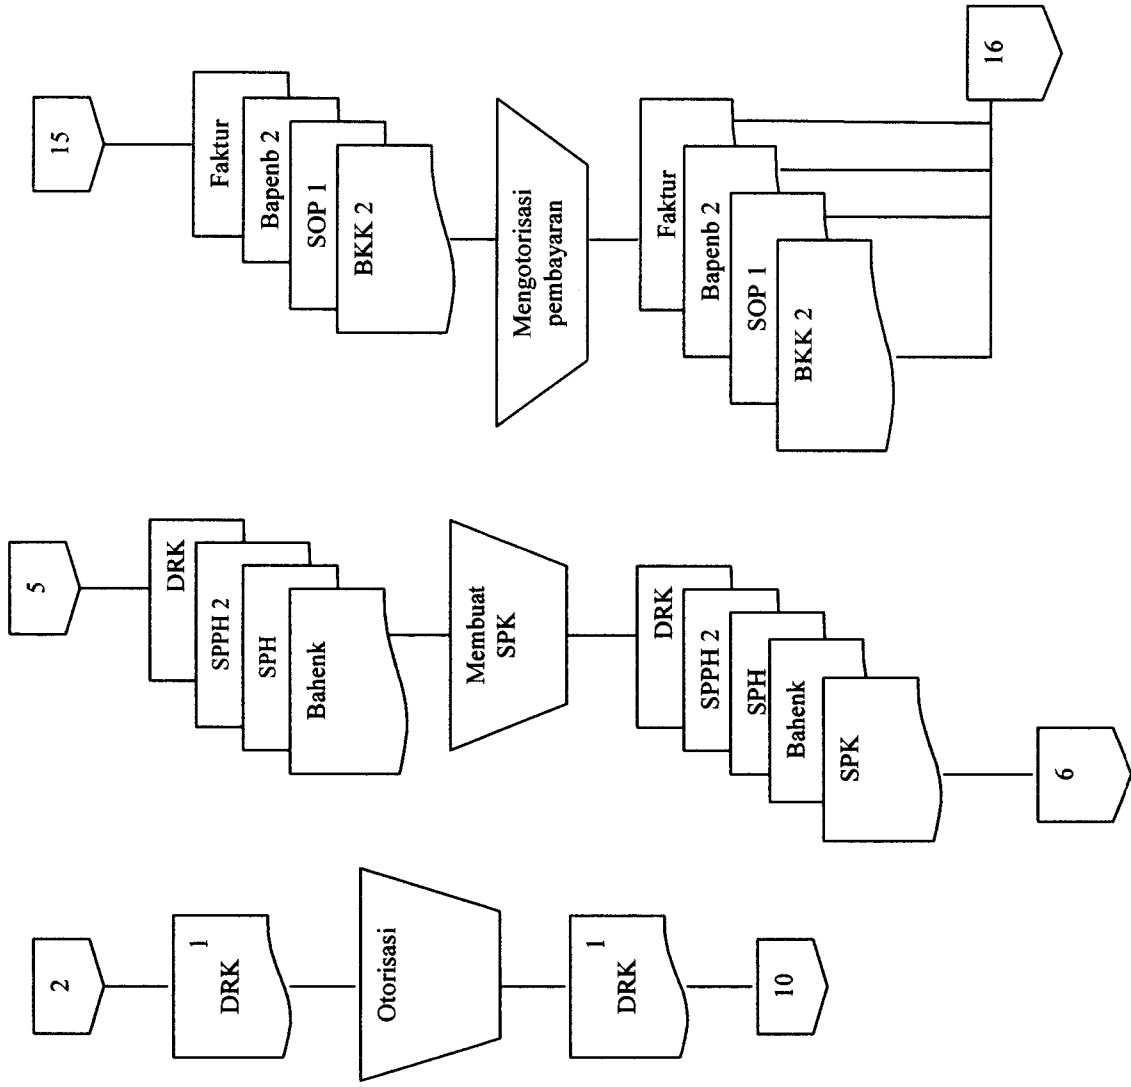 2
DRK
1
Otorisasi
DRK
1
10
5
DRK
SPPH 2
SPH
Bahenk
Membuat
SPK
DRK
SPPH 2
SPH
Bahenk
SPK
6
15
Faktur
Bapenb 2
SOP 1
BKK 2
Mengotorisasi
pembayaran
Faktur
Bapenb 2
SOP 1
BKK 2
16